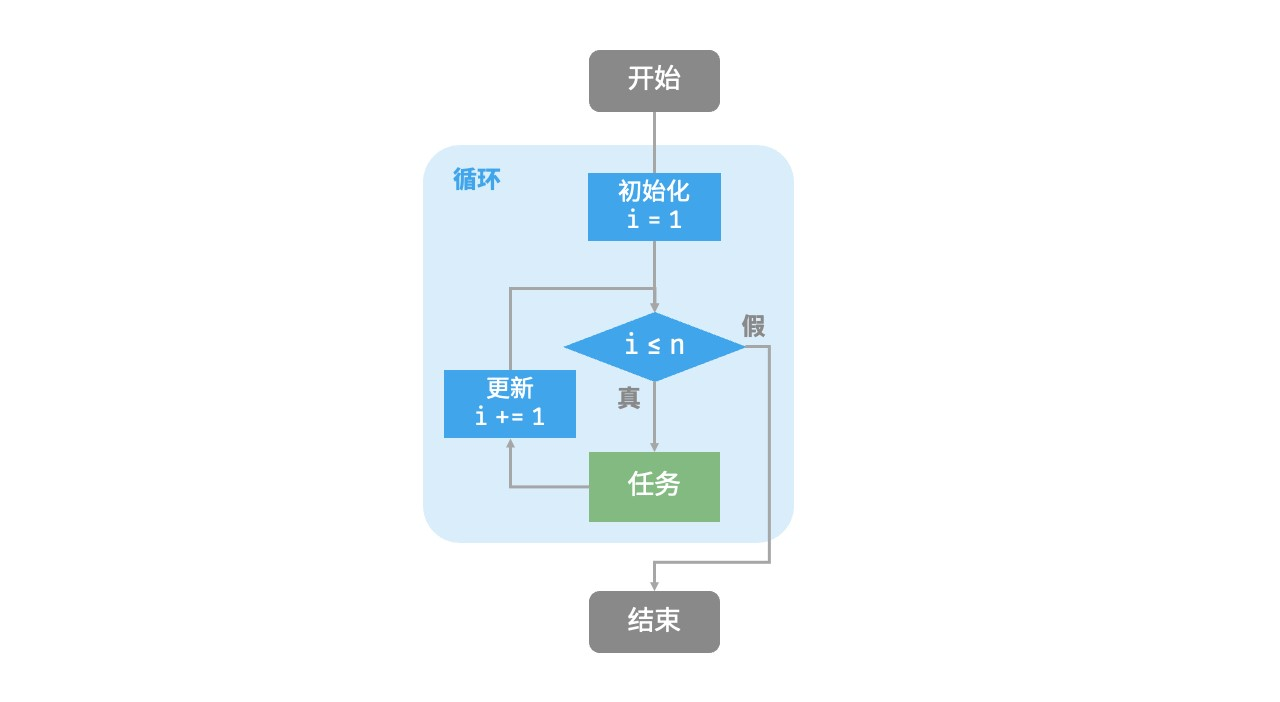 开始
循环
初始化
i = 1
i ≤ n
假
真
更新
i += 1
任务
结束